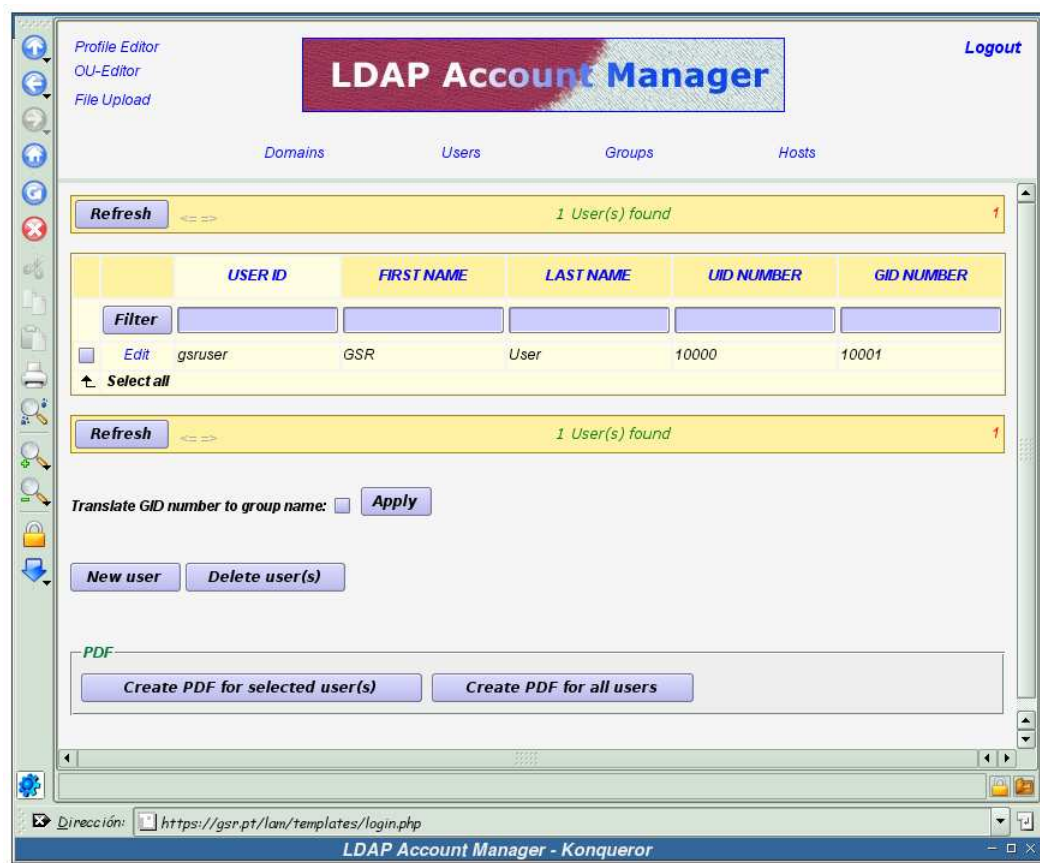 Profile Editor
OU-Editor
File Upload
LDAP Account Manager
Logout
Domains Users Groups Hosts
Refresh <= => 1 User(s) found 1
USER ID FIRST NAME LAST NAME UID NUMBER GID NUMBER
Filter
Edit gsruser GSR User 10000 10001
Select all
Refresh <= => 1 User(s) found 1
Translate GID number to group name: Apply
New user Delete user(s)
PDF
Create PDF for selected user(s) Create PDF for all users
Dirección: https://gsr.pt/lam/templates/login.php
LDAP Account Manager - Konqueror